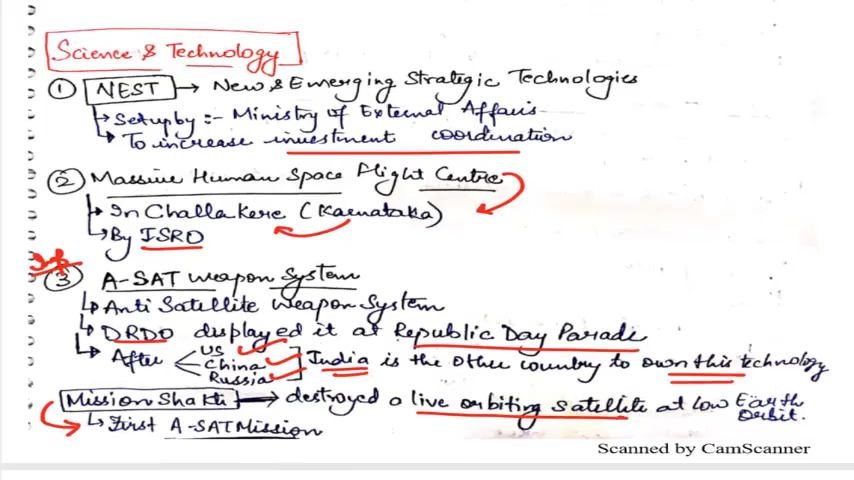 Science & Technology
① NEST → New & Emerging Strategic Technologies
→ Setup by :- Ministry of External Affairs
→ To increase investment coordination
② Massive Human Space Flight Centre
→ In Challakere (Karnataka)
→ By ISRO
③ A-SAT weapon System
→ Anti Satellite Weapon System
→ DRDO displayed it at Republic Day Parade
→ After US China Russia India is the other country to own this technology
Mission Shakti → destroyed a live orbiting satellite at low Earth Orbit.
→ First A-SAT Mission
Scanned by CamScanner